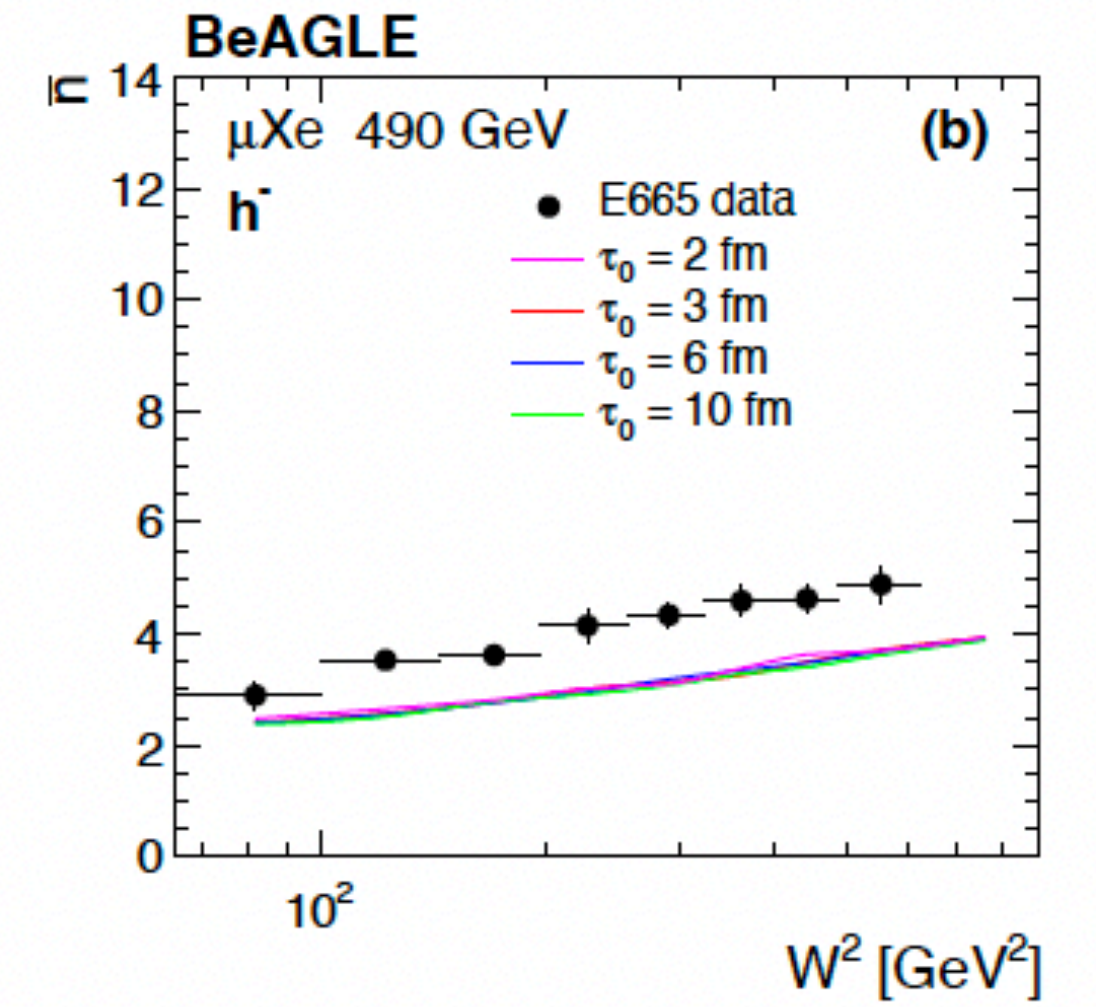 BeAGLE
n̅
14
μXe 490 GeV
(b)
12
h⁻
E665 data
τ₀ = 2 fm
10
τ₀ = 3 fm
τ₀ = 6 fm
8
τ₀ = 10 fm
6
4
2
0
10²
W² [GeV²]